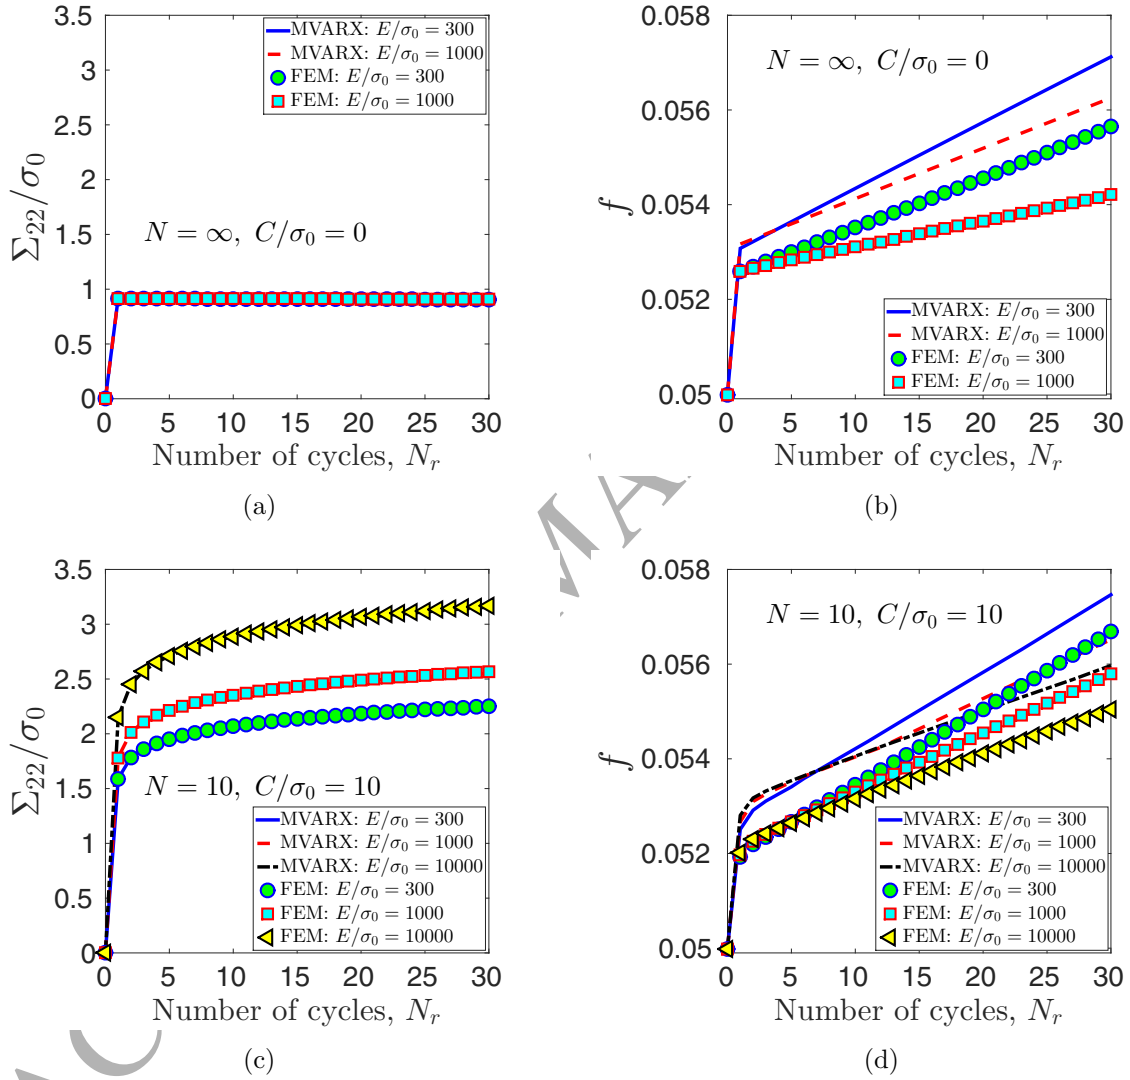 3.5
3
2.5
2
1.5
1
0.5
0
Σ22/σ0
MVARX: E/σ0 = 300
MVARX: E/σ0 = 1000
FEM: E/σ0 = 300
FEM: E/σ0 = 1000
N = ∞, C/σ0 = 0
0 5 10 15 20 25 30
Number of cycles, Nr
(a)
0.058
0.056
0.054
0.052
0.05
f
N = ∞, C/σ0 = 0
MVARX: E/σ0 = 300
MVARX: E/σ0 = 1000
FEM: E/σ0 = 300
FEM: E/σ0 = 1000
0 5 10 15 20 25 30
Number of cycles, Nr
(b)
3.5
3
2.5
2
1.5
1
0.5
0
Σ22/σ0
N = 10, C/σ0 = 10
MVARX: E/σ0 = 300
MVARX: E/σ0 = 1000
MVARX: E/σ0 = 10000
FEM: E/σ0 = 300
FEM: E/σ0 = 1000
FEM: E/σ0 = 10000
0 5 10 15 20 25 30
Number of cycles, Nr
(c)
0.058
0.056
0.054
0.052
0.05
f
N = 10, C/σ0 = 10
MVARX: E/σ0 = 300
MVARX: E/σ0 = 1000
MVARX: E/σ0 = 10000
FEM: E/σ0 = 300
FEM: E/σ0 = 1000
FEM: E/σ0 = 10000
0 5 10 15 20 25 30
Number of cycles, Nr
(d)